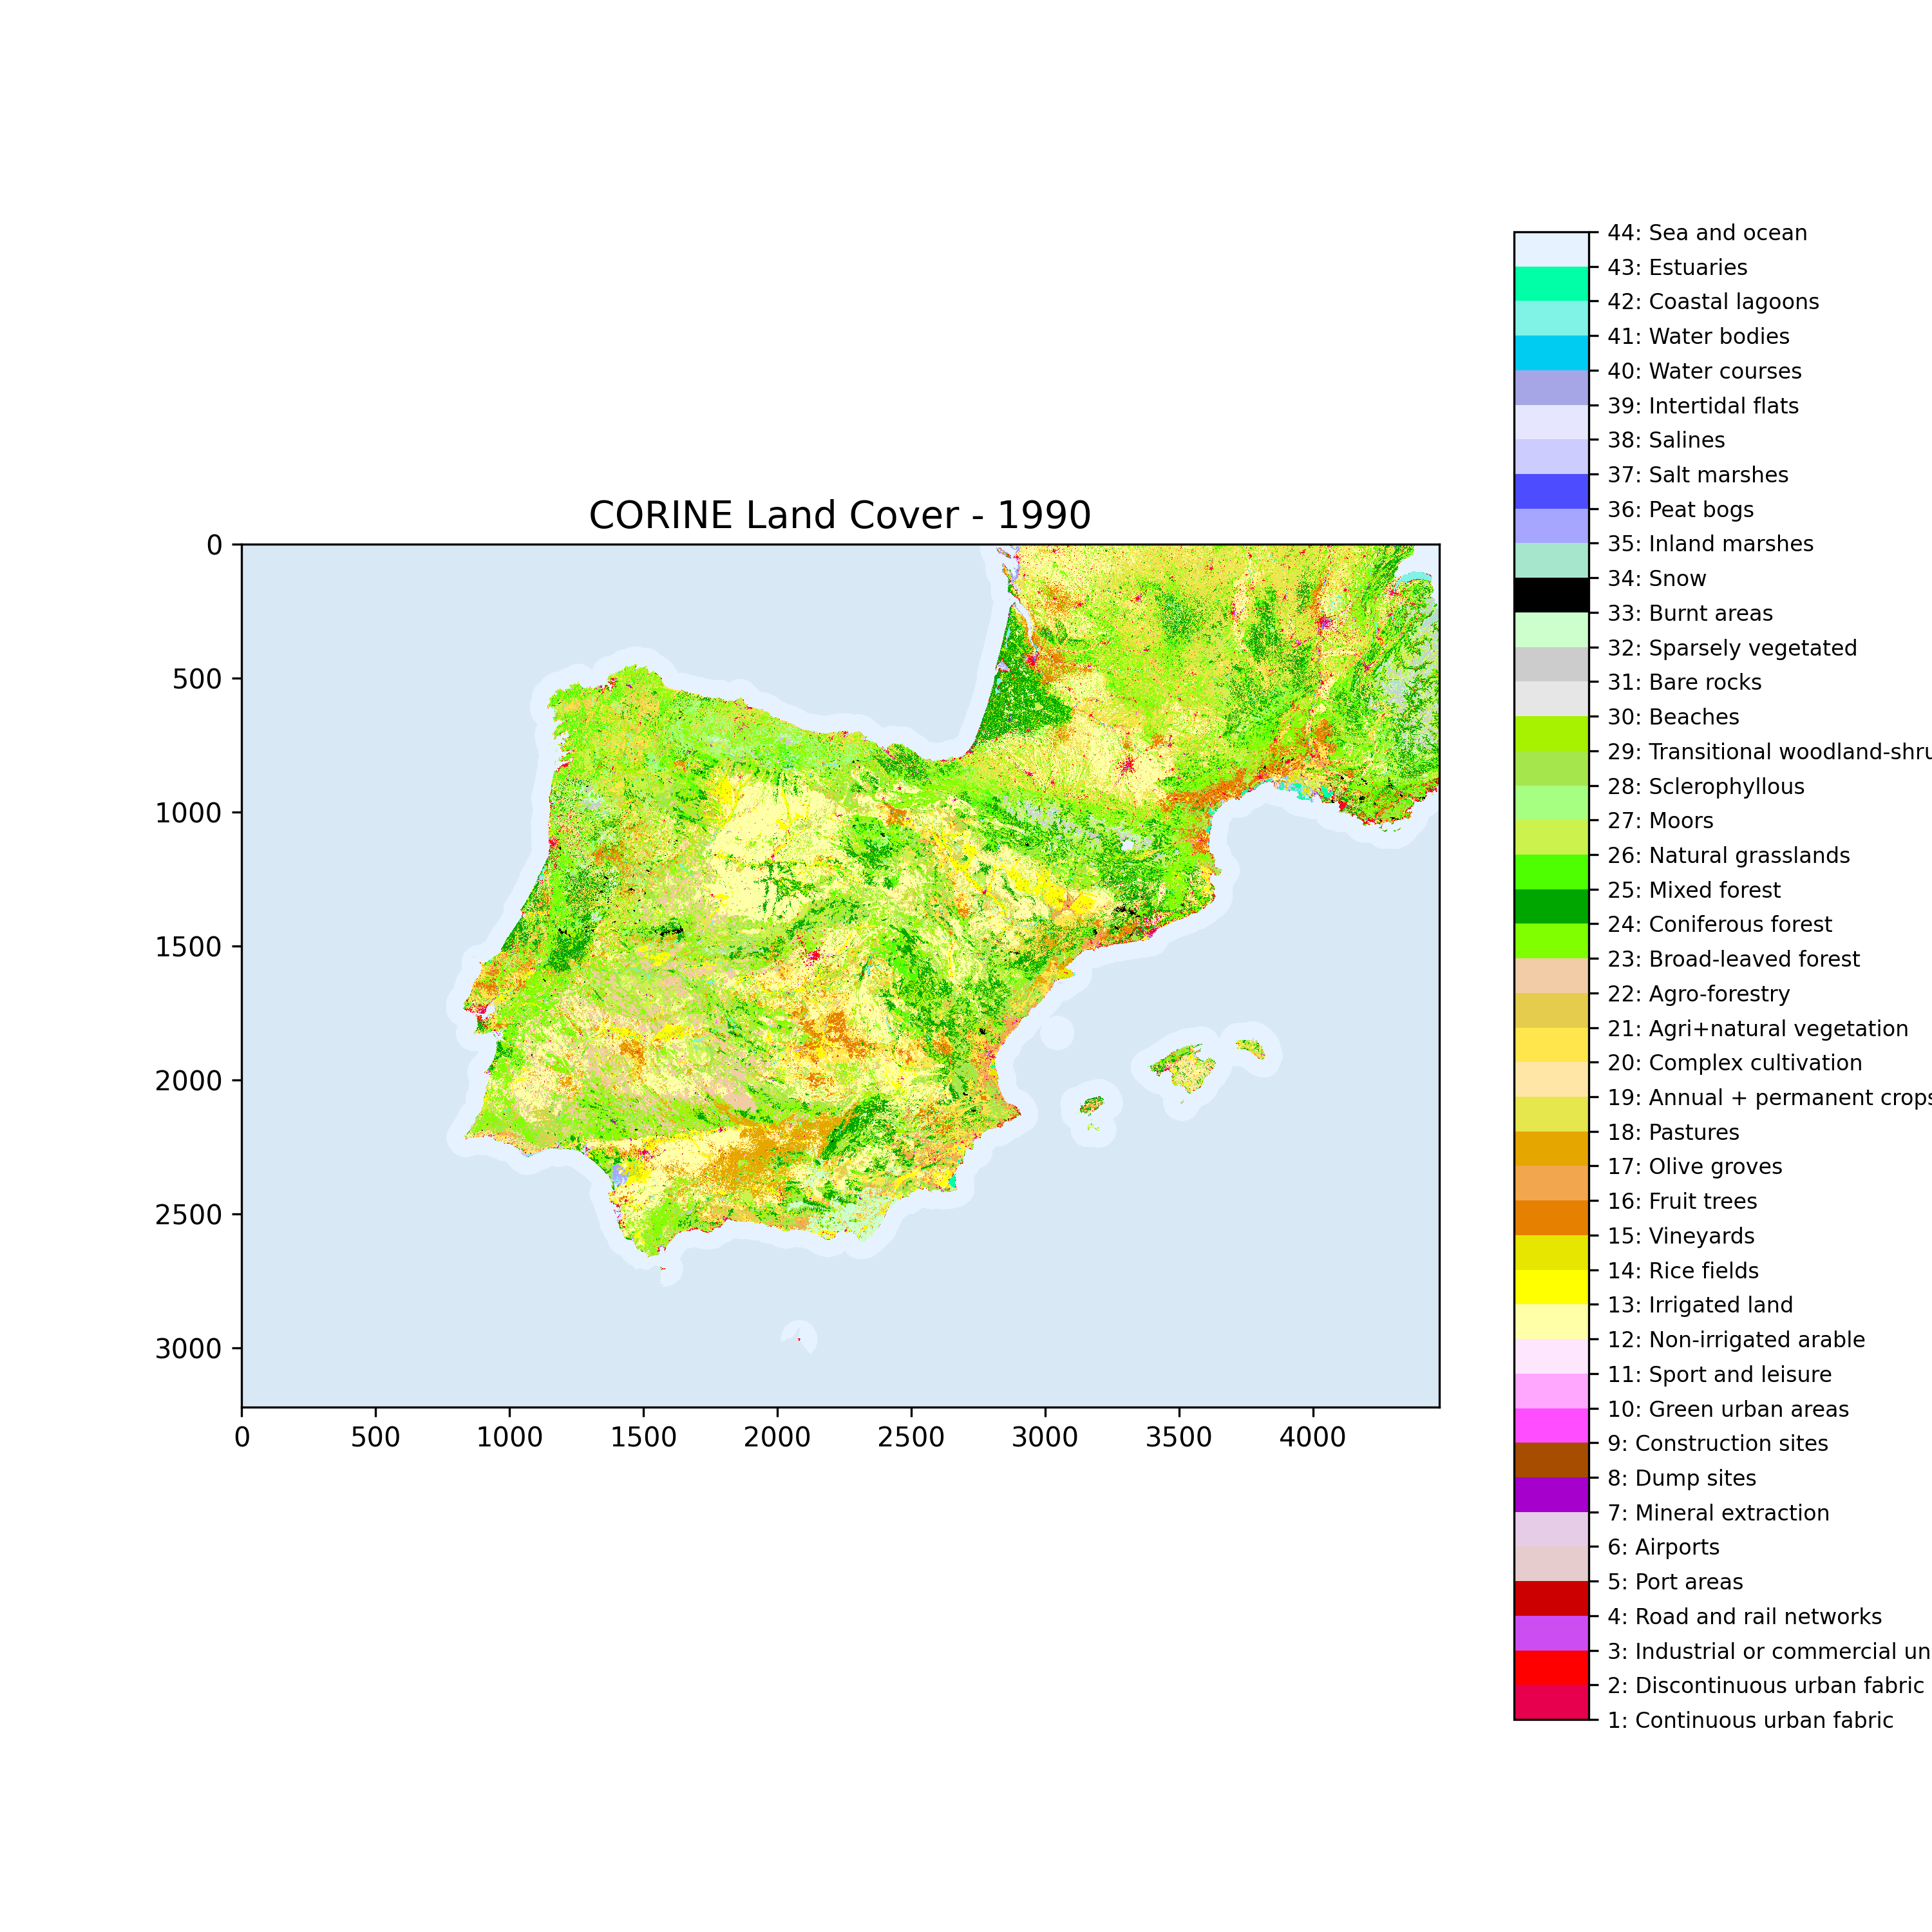 CORINE Land Cover - 1990
0
500
1000
1500
2000
2500
3000
0 500 1000 1500 2000 2500 3000 3500 4000
44: Sea and ocean
43: Estuaries
42: Coastal lagoons
41: Water bodies
40: Water courses
39: Intertidal flats
38: Salines
37: Salt marshes
36: Peat bogs
35: Inland marshes
34: Snow
33: Burnt areas
32: Sparsely vegetated
31: Bare rocks
30: Beaches
29: Transitional woodland-shru
28: Sclerophyllous
27: Moors
26: Natural grasslands
25: Mixed forest
24: Coniferous forest
23: Broad-leaved forest
22: Agro-forestry
21: Agri+natural vegetation
20: Complex cultivation
19: Annual + permanent crops
18: Pastures
17: Olive groves
16: Fruit trees
15: Vineyards
14: Rice fields
13: Irrigated land
12: Non-irrigated arable
11: Sport and leisure
10: Green urban areas
9: Construction sites
8: Dump sites
7: Mineral extraction
6: Airports
5: Port areas
4: Road and rail networks
3: Industrial or commercial un
2: Discontinuous urban fabric
1: Continuous urban fabric